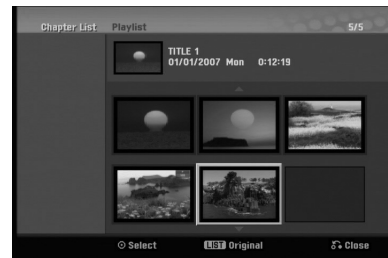 Chapter List Playlist 5/5
TITLE 1
01/01/2007 Mon 0:12:19
Select LIST Original Close